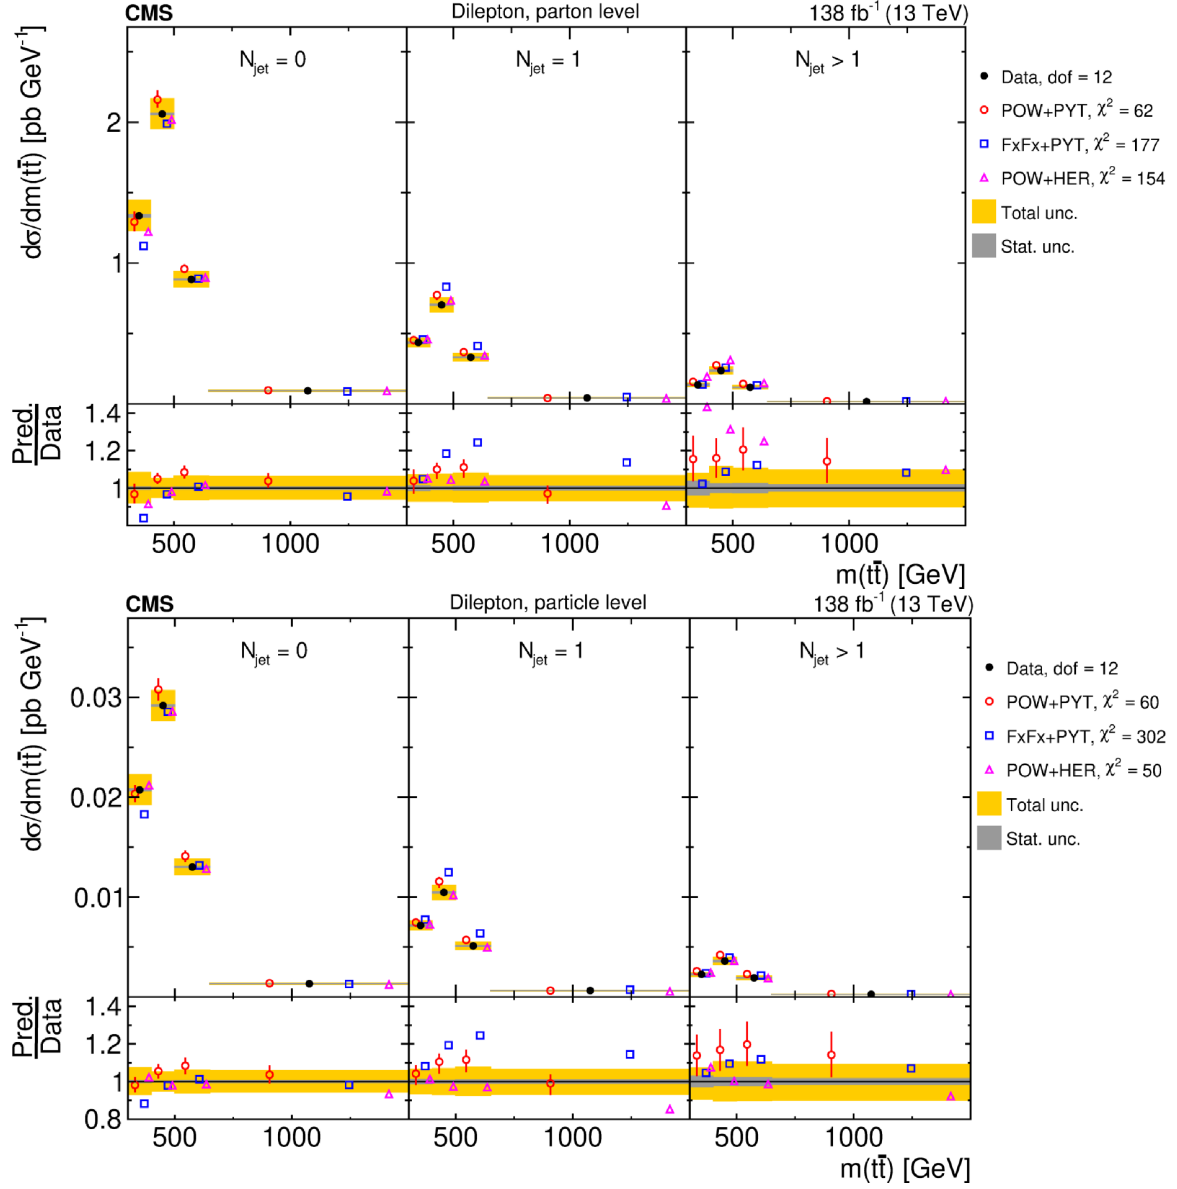 CMS Dilepton, parton level 138 fb⁻¹ (13 TeV)
dσ/dm(tt̄) [pb GeV⁻¹]
N_jet = 0 N_jet = 1 N_jet > 1
2
1
Data, dof = 12
POW+PYT, χ² = 62
FxFx+PYT, χ² = 177
POW+HER, χ² = 154
Total unc.
Stat. unc.
Pred.
Data
1.4
1.2
1
500 1000 500 1000 500 1000
m(tt̄) [GeV]
CMS Dilepton, particle level 138 fb⁻¹ (13 TeV)
dσ/dm(tt̄) [pb GeV⁻¹]
N_jet = 0 N_jet = 1 N_jet > 1
0.03
0.02
0.01
Data, dof = 12
POW+PYT, χ² = 60
FxFx+PYT, χ² = 302
POW+HER, χ² = 50
Total unc.
Stat. unc.
Pred.
Data
1.4
1.2
1
0.8
500 1000 500 1000 500 1000
m(tt̄) [GeV]